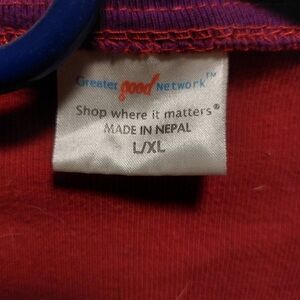 Greater good Network™
Shop where it matters®
MADE IN NEPAL
L/XL